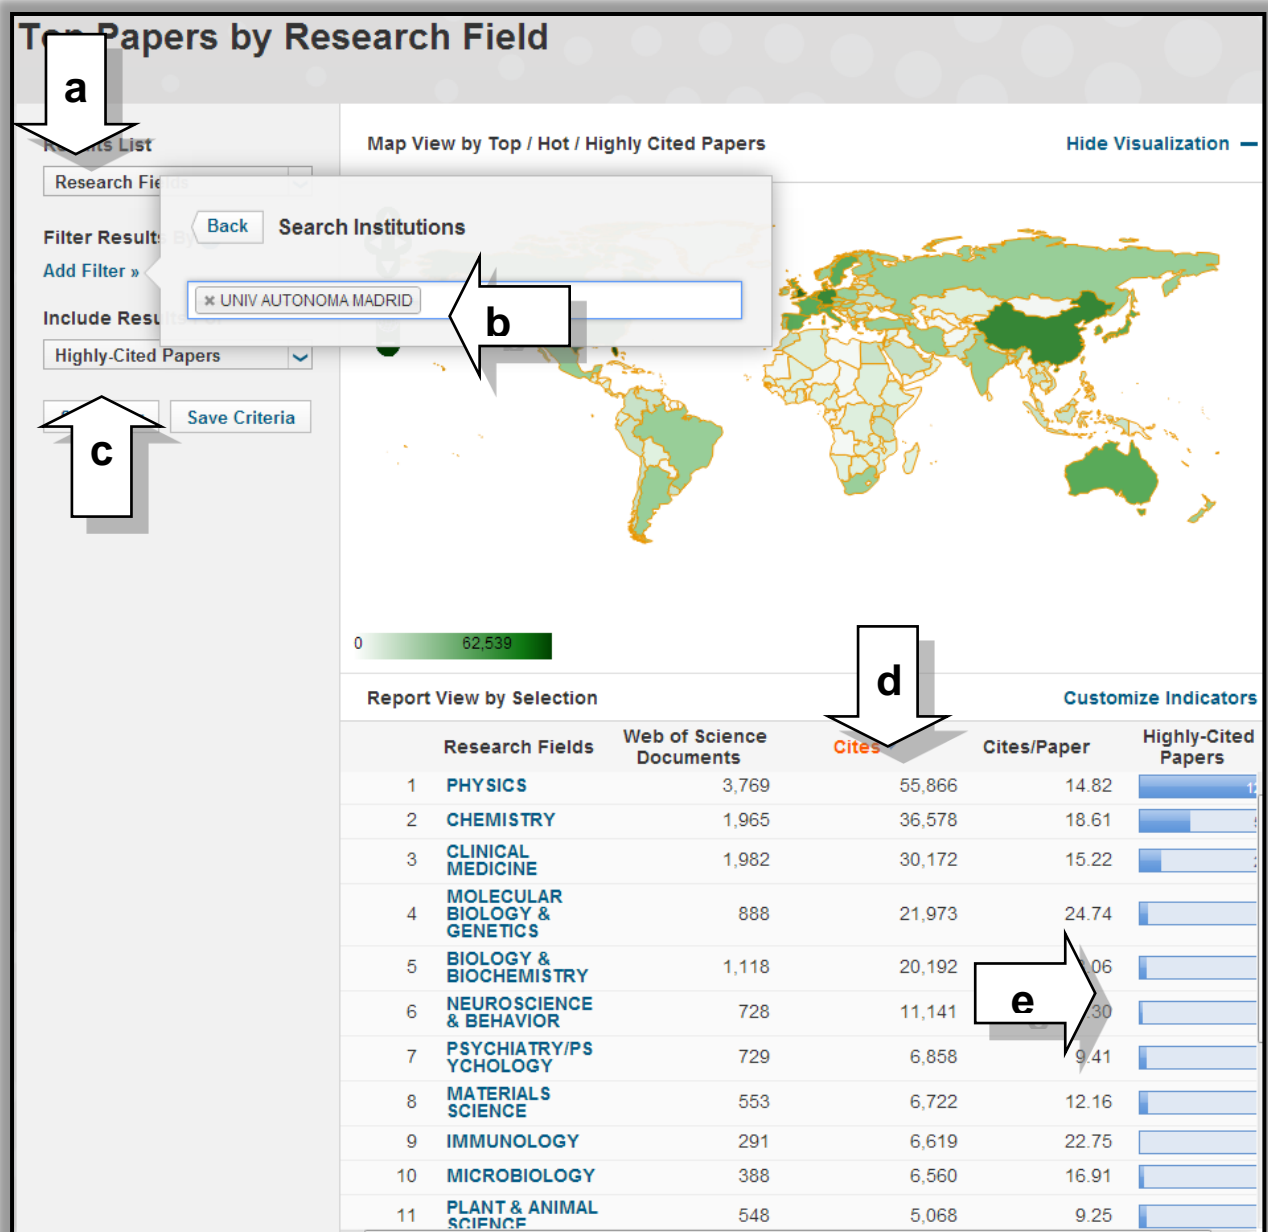 Top Papers by Research Field
a
Results List
Research Fields
Filter Results By
Add Filter »
Include Results For
Highly-Cited Papers
Save Criteria
c
Back
Search Institutions
✖ UNIV AUTONOMA MADRID
b
Map View by Top / Hot / Highly Cited Papers
Hide Visualization —
0
62,539
d
Report View by Selection
Customize Indicators
Research Fields Web of Science Documents Cites Cites/Paper Highly-Cited Papers
1 PHYSICS 3,769 55,866 14.82
2 CHEMISTRY 1,965 36,578 18.61
3 CLINICAL MEDICINE 1,982 30,172 15.22
4 MOLECULAR BIOLOGY & GENETICS 888 21,973 24.74
5 BIOLOGY & BIOCHEMISTRY 1,118 20,192 .06
6 NEUROSCIENCE & BEHAVIOR 728 11,141 .30
e
7 PSYCHIATRY/PSYCHOLOGY 729 6,858 9.41
8 MATERIALS SCIENCE 553 6,722 12.16
9 IMMUNOLOGY 291 6,619 22.75
10 MICROBIOLOGY 388 6,560 16.91
11 PLANT & ANIMAL SCIENCE 548 5,068 9.25